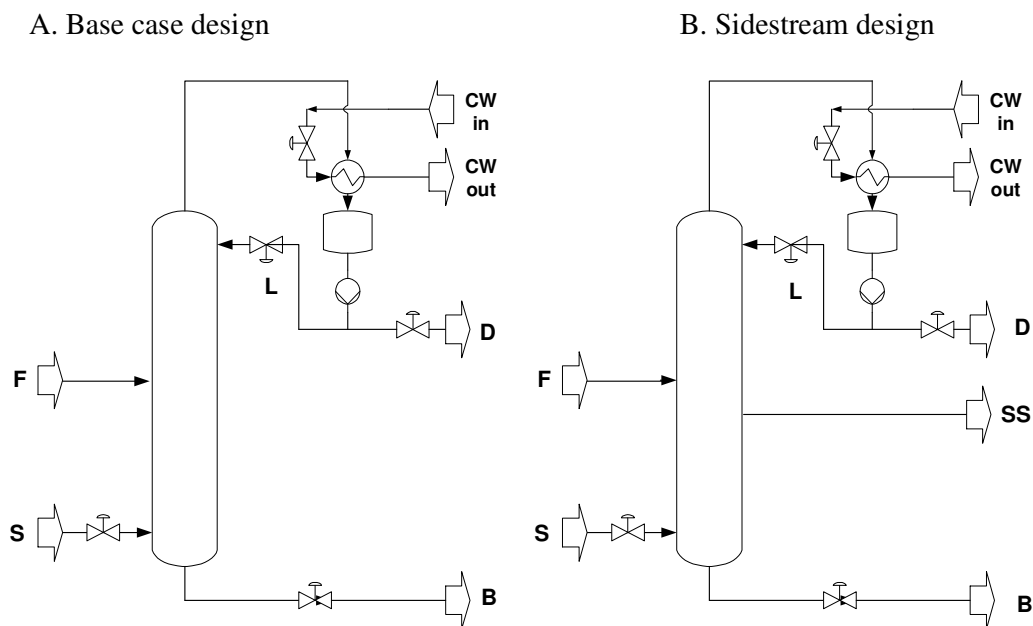 A. Base case design
CW
in
CW
out
L
D
F
S
B
B. Sidestream design
CW
in
CW
out
L
D
F
SS
S
B